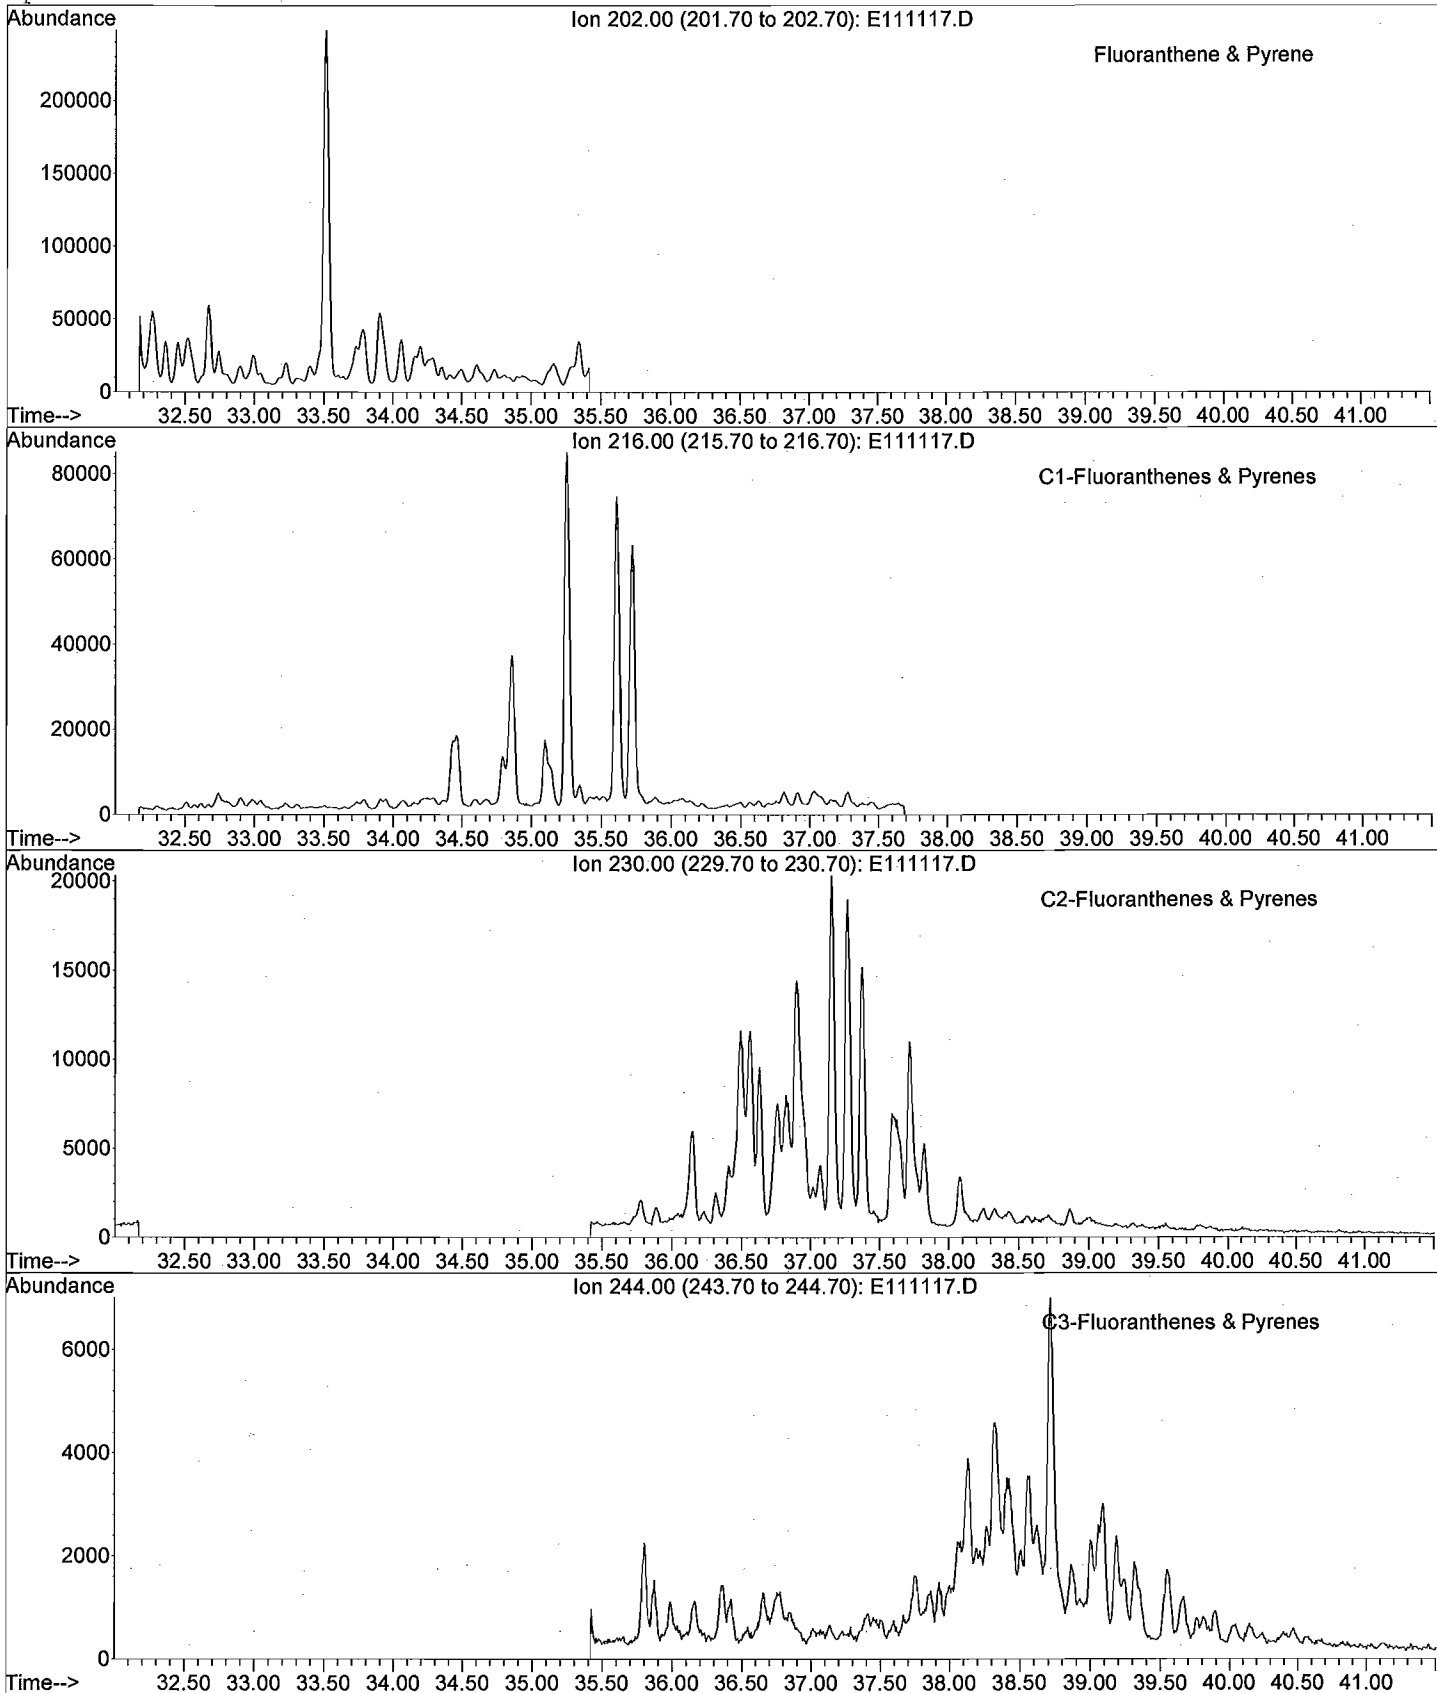 Abundance
Ion 202.00 (201.70 to 202.70): E111117.D
Fluoranthene & Pyrene
200000
150000
100000
50000
0
Time--> 32.50 33.00 33.50 34.00 34.50 35.00 35.50 36.00 36.50 37.00 37.50 38.00 38.50 39.00 39.50 40.00 40.50 41.00
Abundance
Ion 216.00 (215.70 to 216.70): E111117.D
C1-Fluoranthenes & Pyrenes
80000
60000
40000
20000
0
Time--> 32.50 33.00 33.50 34.00 34.50 35.00 35.50 36.00 36.50 37.00 37.50 38.00 38.50 39.00 39.50 40.00 40.50 41.00
Abundance
Ion 230.00 (229.70 to 230.70): E111117.D
C2-Fluoranthenes & Pyrenes
20000
15000
10000
5000
0
Time--> 32.50 33.00 33.50 34.00 34.50 35.00 35.50 36.00 36.50 37.00 37.50 38.00 38.50 39.00 39.50 40.00 40.50 41.00
Abundance
Ion 244.00 (243.70 to 244.70): E111117.D
C3-Fluoranthenes & Pyrenes
6000
4000
2000
0
Time--> 32.50 33.00 33.50 34.00 34.50 35.00 35.50 36.00 36.50 37.00 37.50 38.00 38.50 39.00 39.50 40.00 40.50 41.00